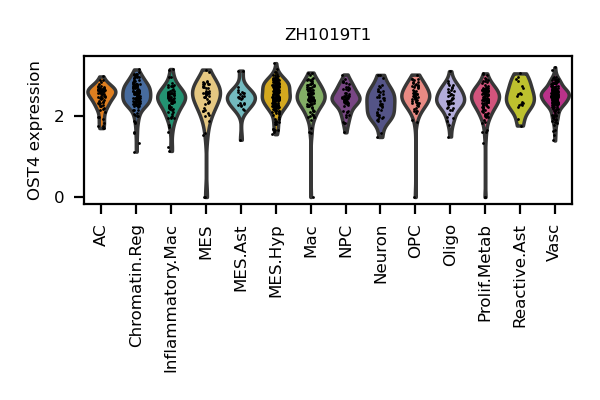 ZH1019T1
OST4 expression
2
0
AC
Chromatin.Reg
Inflammatory.Mac
MES
MES.Ast
MES.Hyp
Mac
NPC
Neuron
OPC
Oligo
Prolif.Metab
Reactive.Ast
Vasc